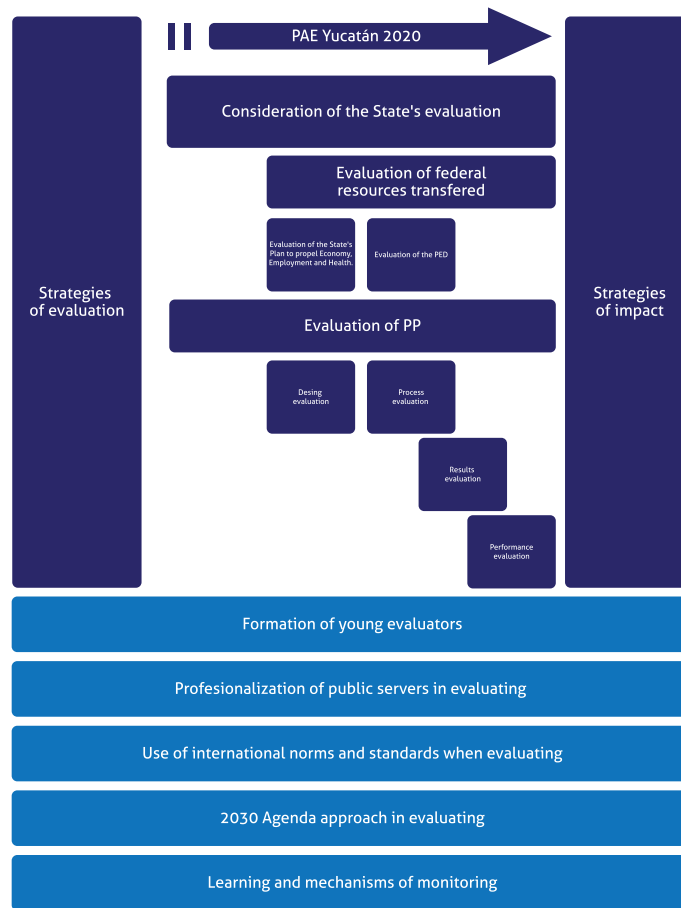 PAE Yucatán 2020
Consideration of the State's evaluation
Evaluation of federal
resources transfered
Evaluation of the State's
Plan to propel Economy,
Employment and Health.
Evaluation of the PED
Strategies
of evaluation
Strategies
of impact
Evaluation of PP
Desing
evaluation
Process
evaluation
Results
evaluation
Performance
evaluation
Formation of young evaluators
Profesionalization of public servers in evaluating
Use of international norms and standards when evaluating
2030 Agenda approach in evaluating
Learning and mechanisms of monitoring